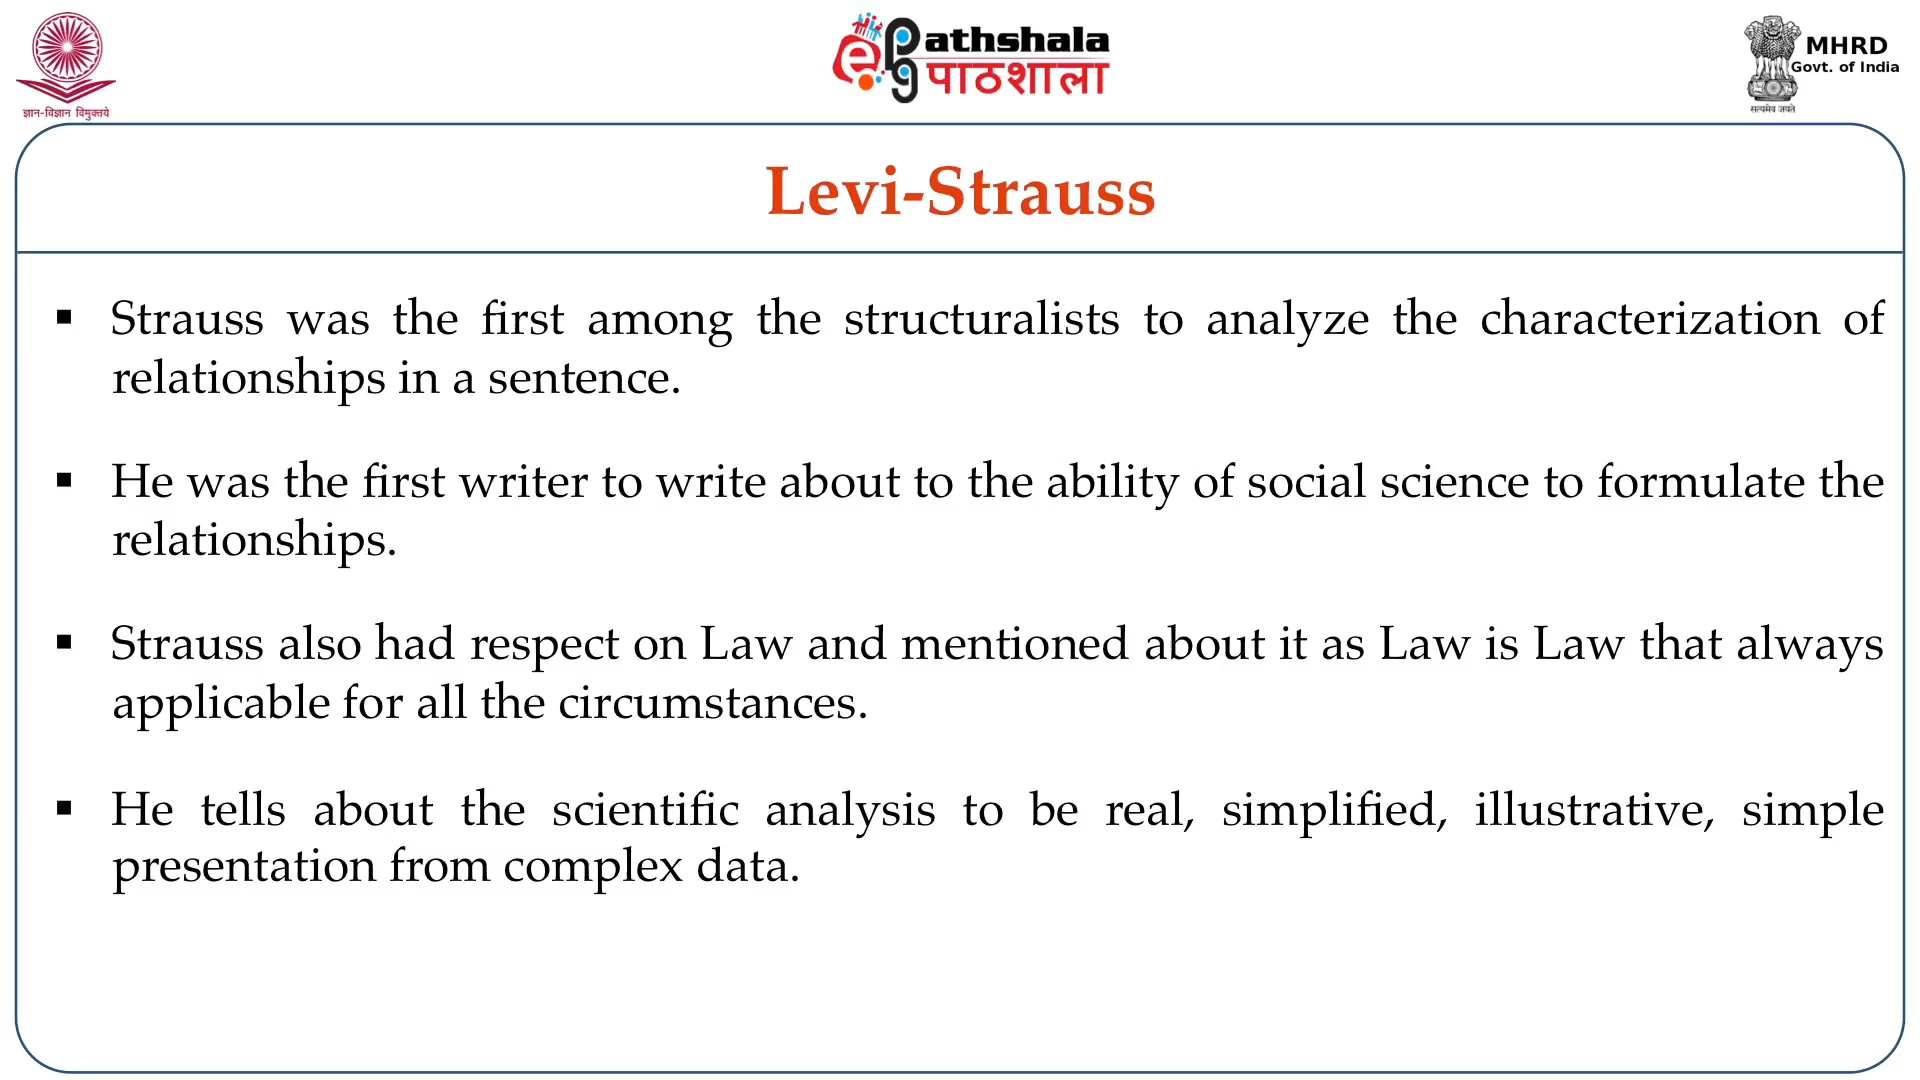 ज्ञान-विज्ञान विमुक्तये
ePathshala
पाठशाला
MHRD
Govt. of India
सत्यमेव जयते
Levi-Strauss
▪ Strauss was the first among the structuralists to analyze the characterization of
relationships in a sentence.
▪ He was the first writer to write about to the ability of social science to formulate the
relationships.
▪ Strauss also had respect on Law and mentioned about it as Law is Law that always
applicable for all the circumstances.
▪ He tells about the scientific analysis to be real, simplified, illustrative, simple
presentation from complex data.